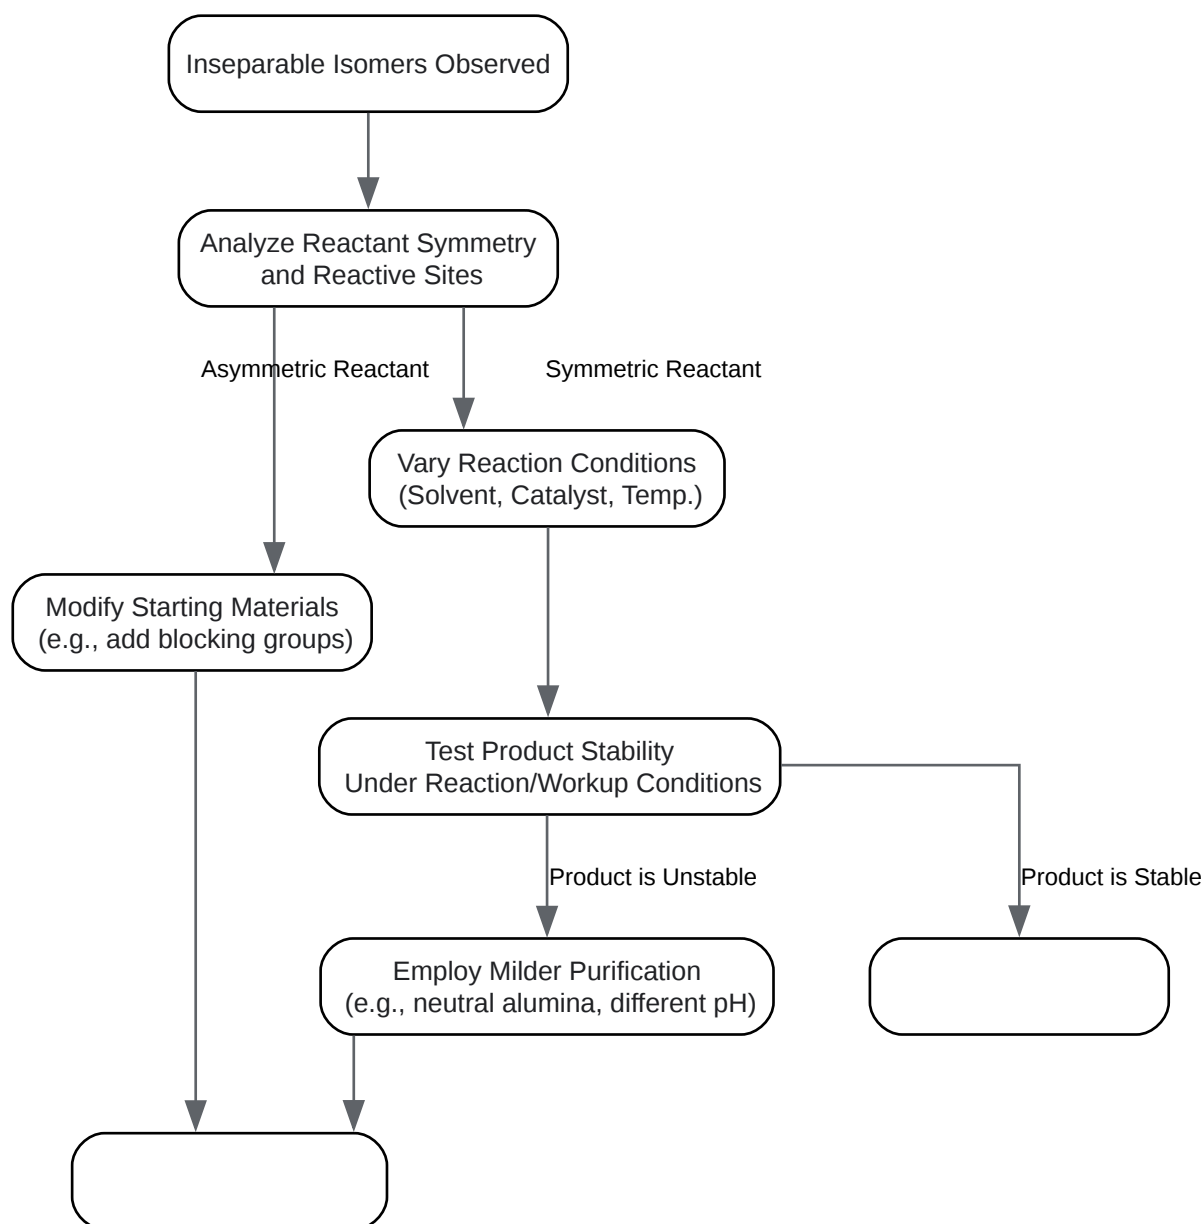 Inseparable Isomers Observed
Analyze Reactant Symmetry
and Reactive Sites
Asymmetric Reactant
Symmetric Reactant
Vary Reaction Conditions
(Solvent, Catalyst, Temp.)
Modify Starting Materials
(e.g., add blocking groups)
Test Product Stability
Under Reaction/Workup Conditions
Product is Unstable
Product is Stable
Employ Milder Purification
(e.g., neutral alumina, different pH)